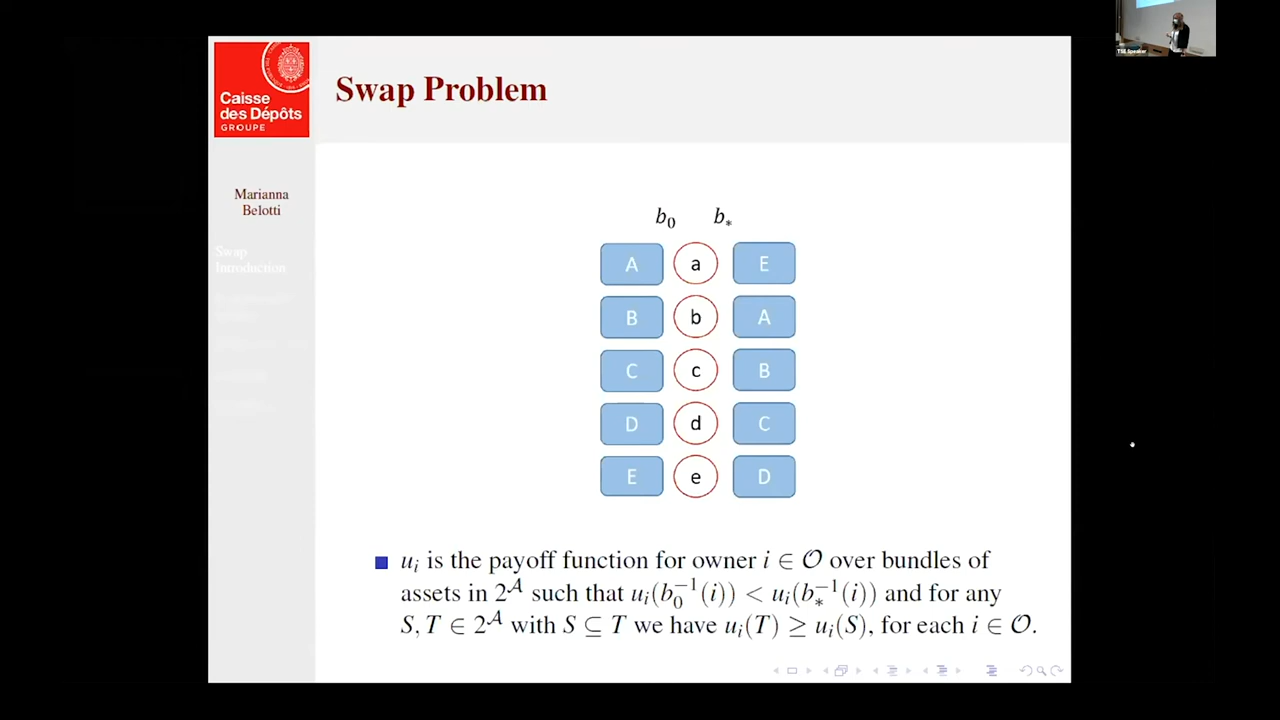 Caisse
des Dépôts
GROUPE
Swap Problem
TSE Speaker
Marianna
Belotti
Swap
Introduction
b₀ b∗
A a E
B b A
C c B
D d C
E e D
uᵢ is the payoff function for owner i ∈ 𝒪 over bundles of
assets in 2^𝒜 such that uᵢ(b₀⁻¹(i)) < uᵢ(b∗⁻¹(i)) and for any
S, T ∈ 2^𝒜 with S ⊆ T we have uᵢ(T) ≥ uᵢ(S), for each i ∈ 𝒪.